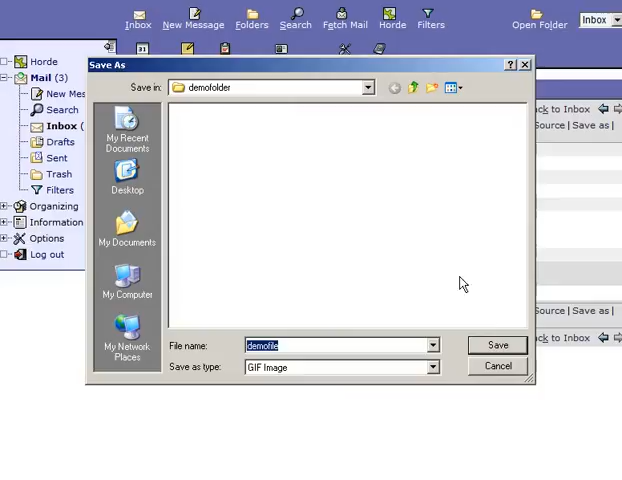 Inbox New Message Folders Search Fetch Mail Horde Filters Open Folder Inbox
31
Save As
Save in: demofolder
Horde
Mail (3)
New Mes
Search
Inbox (
Drafts
Sent
Trash
Filters
Organizing
Information
Options
Log out
My Recent
Documents
Desktop
My Documents
My Computer
My Network
Places
File name: demofile Save
Save as type: GIF Image Cancel
ck to Inbox
Source | Save as |
Source | Save as |
ck to Inbox